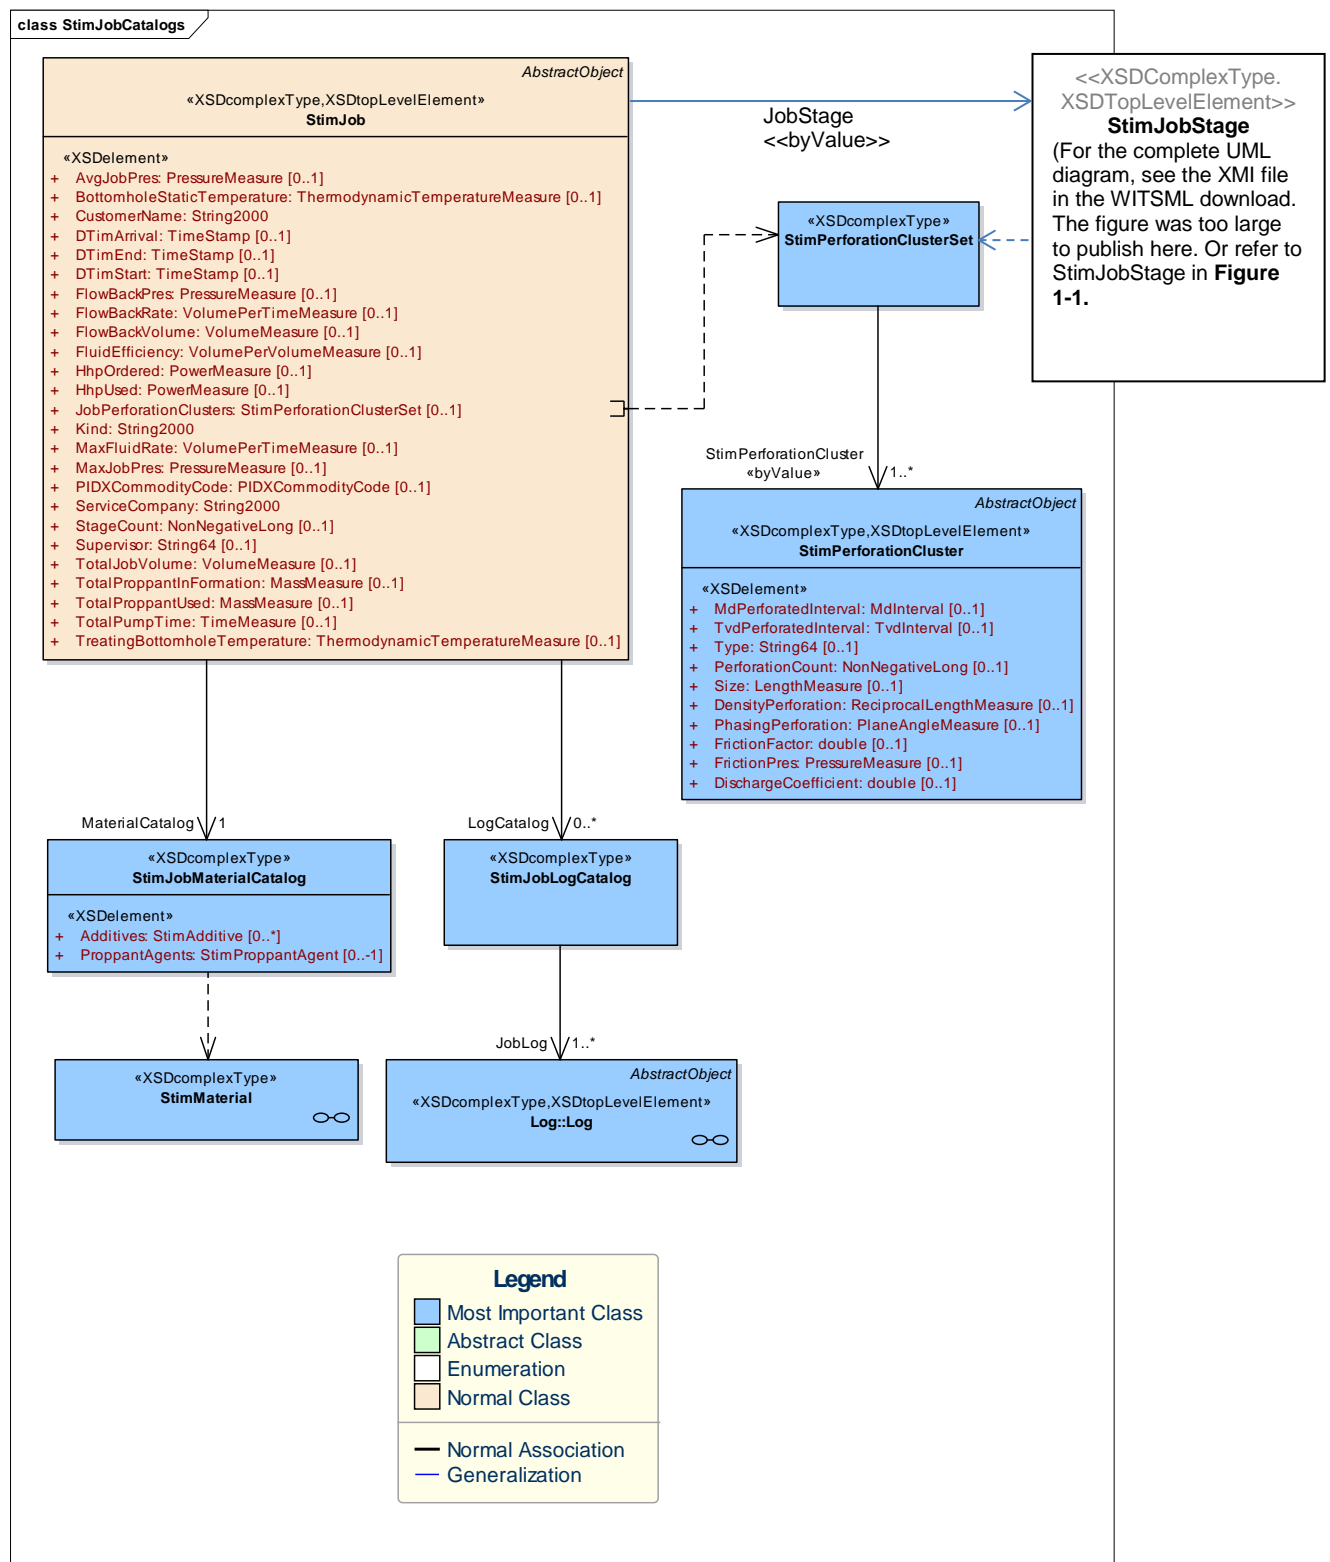 class StimJobCatalogs
AbstractObject
«XSDcomplexType,XSDtopLevelElement»
StimJob
«XSDelement»
+ AvgJobPres: PressureMeasure [0..1]
+ BottomholeStaticTemperature: ThermodynamicTemperatureMeasure [0..1]
+ CustomerName: String2000
+ DTimArrival: TimeStamp [0..1]
+ DTimEnd: TimeStamp [0..1]
+ DTimStart: TimeStamp [0..1]
+ FlowBackPres: PressureMeasure [0..1]
+ FlowBackRate: VolumePerTimeMeasure [0..1]
+ FlowBackVolume: VolumeMeasure [0..1]
+ FluidEfficiency: VolumePerVolumeMeasure [0..1]
+ HhpOrdered: PowerMeasure [0..1]
+ HhpUsed: PowerMeasure [0..1]
+ JobPerforationClusters: StimPerforationClusterSet [0..1]
+ Kind: String2000
+ MaxFluidRate: VolumePerTimeMeasure [0..1]
+ MaxJobPres: PressureMeasure [0..1]
+ PIDXCommodityCode: PIDXCommodityCode [0..1]
+ ServiceCompany: String2000
+ StageCount: NonNegativeLong [0..1]
+ Supervisor: String64 [0..1]
+ TotalJobVolume: VolumeMeasure [0..1]
+ TotalProppantInFormation: MassMeasure [0..1]
+ TotalProppantUsed: MassMeasure [0..1]
+ TotalPumpTime: TimeMeasure [0..1]
+ TreatingBottomholeTemperature: ThermodynamicTemperatureMeasure [0..1]
JobStage
<<byValue>>
<<XSDComplexType.
XSDTopLevelElement>>
StimJobStage
(For the complete UML
diagram, see the XMI file
in the WITSML download.
The figure was too large
to publish here. Or refer to
StimJobStage in Figure
1-1.
«XSDcomplexType»
StimPerforationClusterSet
StimPerforationCluster
«byValue»
1..*
AbstractObject
«XSDcomplexType,XSDtopLevelElement»
StimPerforationCluster
«XSDelement»
+ MdPerforatedInterval: MdInterval [0..1]
+ TvdPerforatedInterval: TvdInterval [0..1]
+ Type: String64 [0..1]
+ PerforationCount: NonNegativeLong [0..1]
+ Size: LengthMeasure [0..1]
+ DensityPerforation: ReciprocalLengthMeasure [0..1]
+ PhasingPerforation: PlaneAngleMeasure [0..1]
+ FrictionFactor: double [0..1]
+ FrictionPres: PressureMeasure [0..1]
+ DischargeCoefficient: double [0..1]
MaterialCatalog 1
«XSDcomplexType»
StimJobMaterialCatalog
«XSDelement»
+ Additives: StimAdditive [0..*]
+ ProppantAgents: StimProppantAgent [0..-1]
LogCatalog 0..*
«XSDcomplexType»
StimJobLogCatalog
«XSDcomplexType»
StimMaterial
JobLog 1..*
AbstractObject
«XSDcomplexType,XSDtopLevelElement»
Log::Log
Legend
Most Important Class
Abstract Class
Enumeration
Normal Class
Normal Association
Generalization